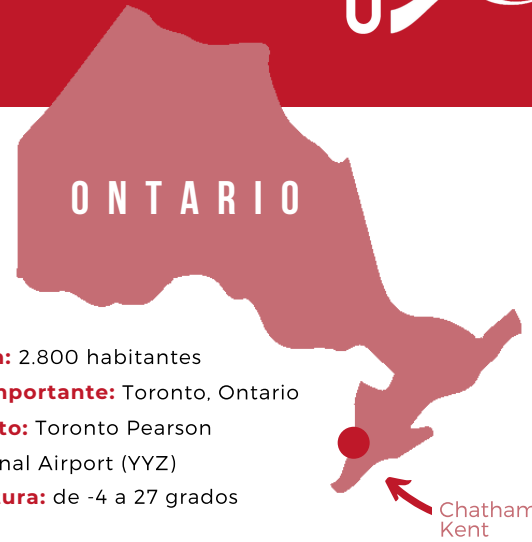 ONTARIO
: 2.800 habitantes
mportante: Toronto, Ontario
to: Toronto Pearson
nal Airport (YYZ)
ura: de -4 a 27 grados
Chatham
Kent